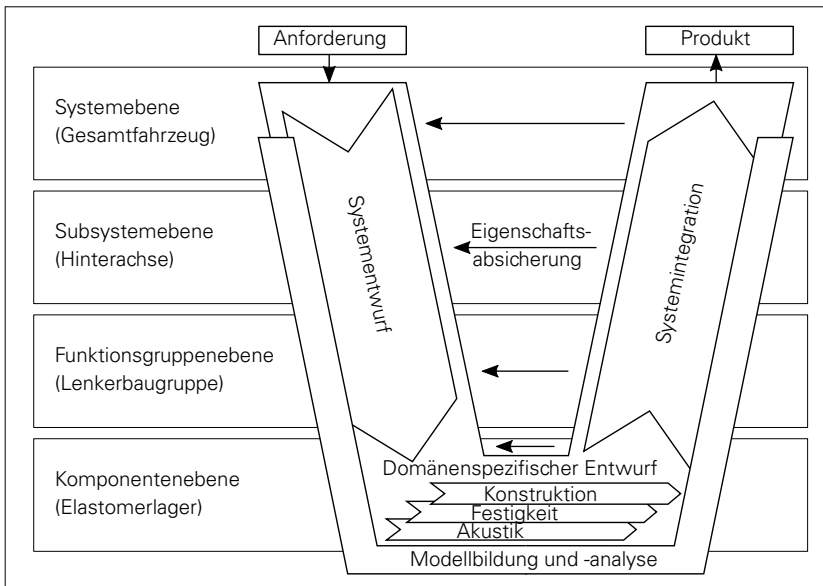 Anforderung
Produkt
Systemebene
(Gesamtfahrzeug)
Subsystemebene
(Hinterachse)
Funktionsgruppenebene
(Lenkerbaugruppe)
Komponentenebene
(Elastomerlager)
Systementwurf
Eigenschafts-
absicherung
Systemintegration
Domänenspezifischer Entwurf
Konstruktion
Festigkeit
Akustik
Modellbildung und -analyse